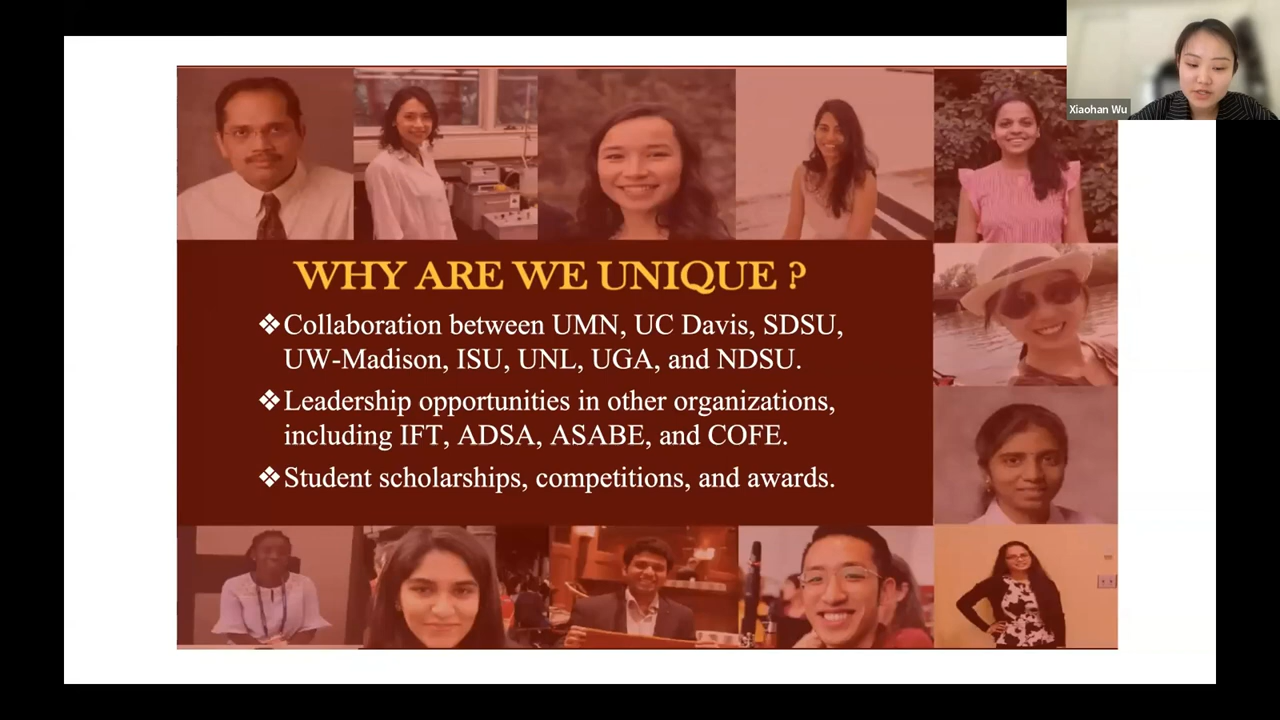 Xiaohan Wu
WHY ARE WE UNIQUE ?
❖Collaboration between UMN, UC Davis, SDSU,
UW-Madison, ISU, UNL, UGA, and NDSU.
❖Leadership opportunities in other organizations,
including IFT, ADSA, ASABE, and COFE.
❖Student scholarships, competitions, and awards.